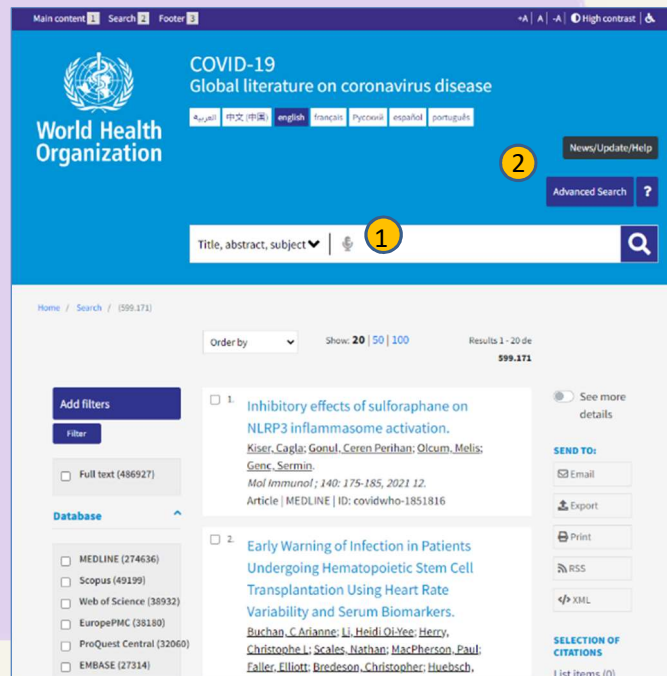 Main content 1 Search 2 Footer 3
+A | A | -A | High contrast |
COVID-19
Global literature on coronavirus disease
العربية 中文 (中国) english français Русский español português
World Health
Organization
News/Update/Help
2
Advanced Search ?
Title, abstract, subject
1
Home / Search / (599.171)
Order by
Show: 20 | 50 | 100
Results 1 - 20 de
599.171
Add filters
Filter
Full text (486927)
Database
MEDLINE (274636)
Scopus (49199)
Web of Science (38932)
EuropePMC (38180)
ProQuest Central (32060)
EMBASE (27314)
1.
Inhibitory effects of sulforaphane on
NLRP3 inflammasome activation.
Kiser, Cagla; Gonul, Ceren Perihan; Olcum, Melis;
Genc, Sermin.
Mol Immunol ; 140: 175-185, 2021 12.
Article | MEDLINE | ID: covidwho-1851816
2.
Early Warning of Infection in Patients
Undergoing Hematopoietic Stem Cell
Transplantation Using Heart Rate
Variability and Serum Biomarkers.
Buchan, C Arianne; Li, Heidi Oi-Yee; Herry,
Christophe L; Scales, Nathan; MacPherson, Paul;
Faller, Elliott; Bredeson, Christopher; Huebsch,
See more
details
SEND TO:
Email
Export
Print
RSS
</> XML
SELECTION OF
CITATIONS
List items (0)